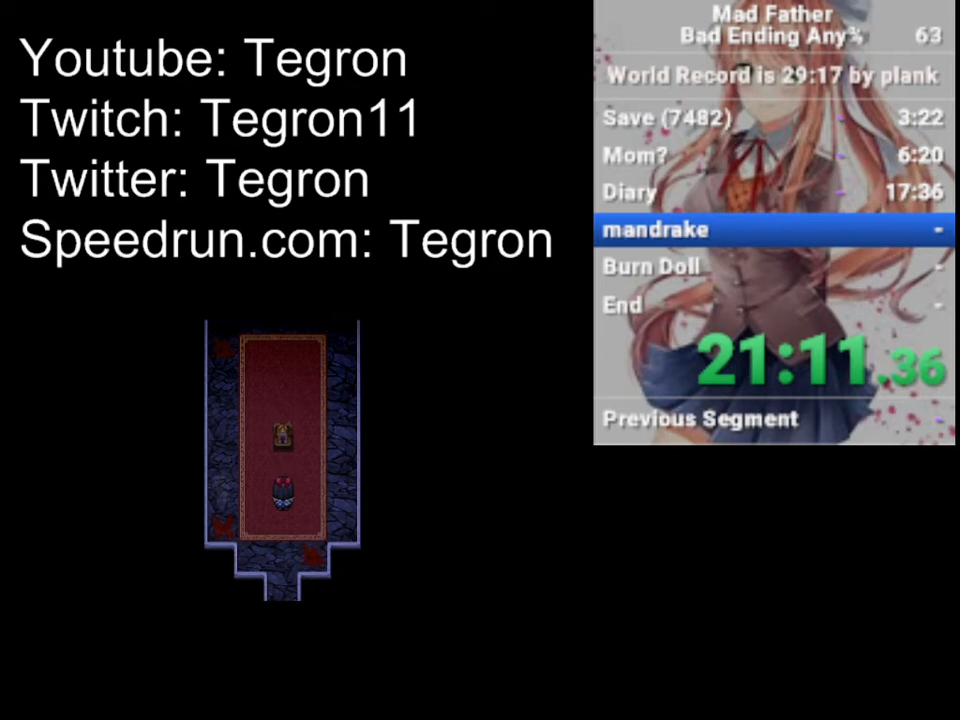 Youtube: Tegron
Twitch: Tegron11
Twitter: Tegron
Speedrun.com: Tegron
Mad Father
Bad Ending Any% 63
World Record is 29:17 by plank
Save (7482) - 3:22
Mom? - 6:20
Diary - 17:36
mandrake -
Burn Doll -
End -
21:11.36
Previous Segment -